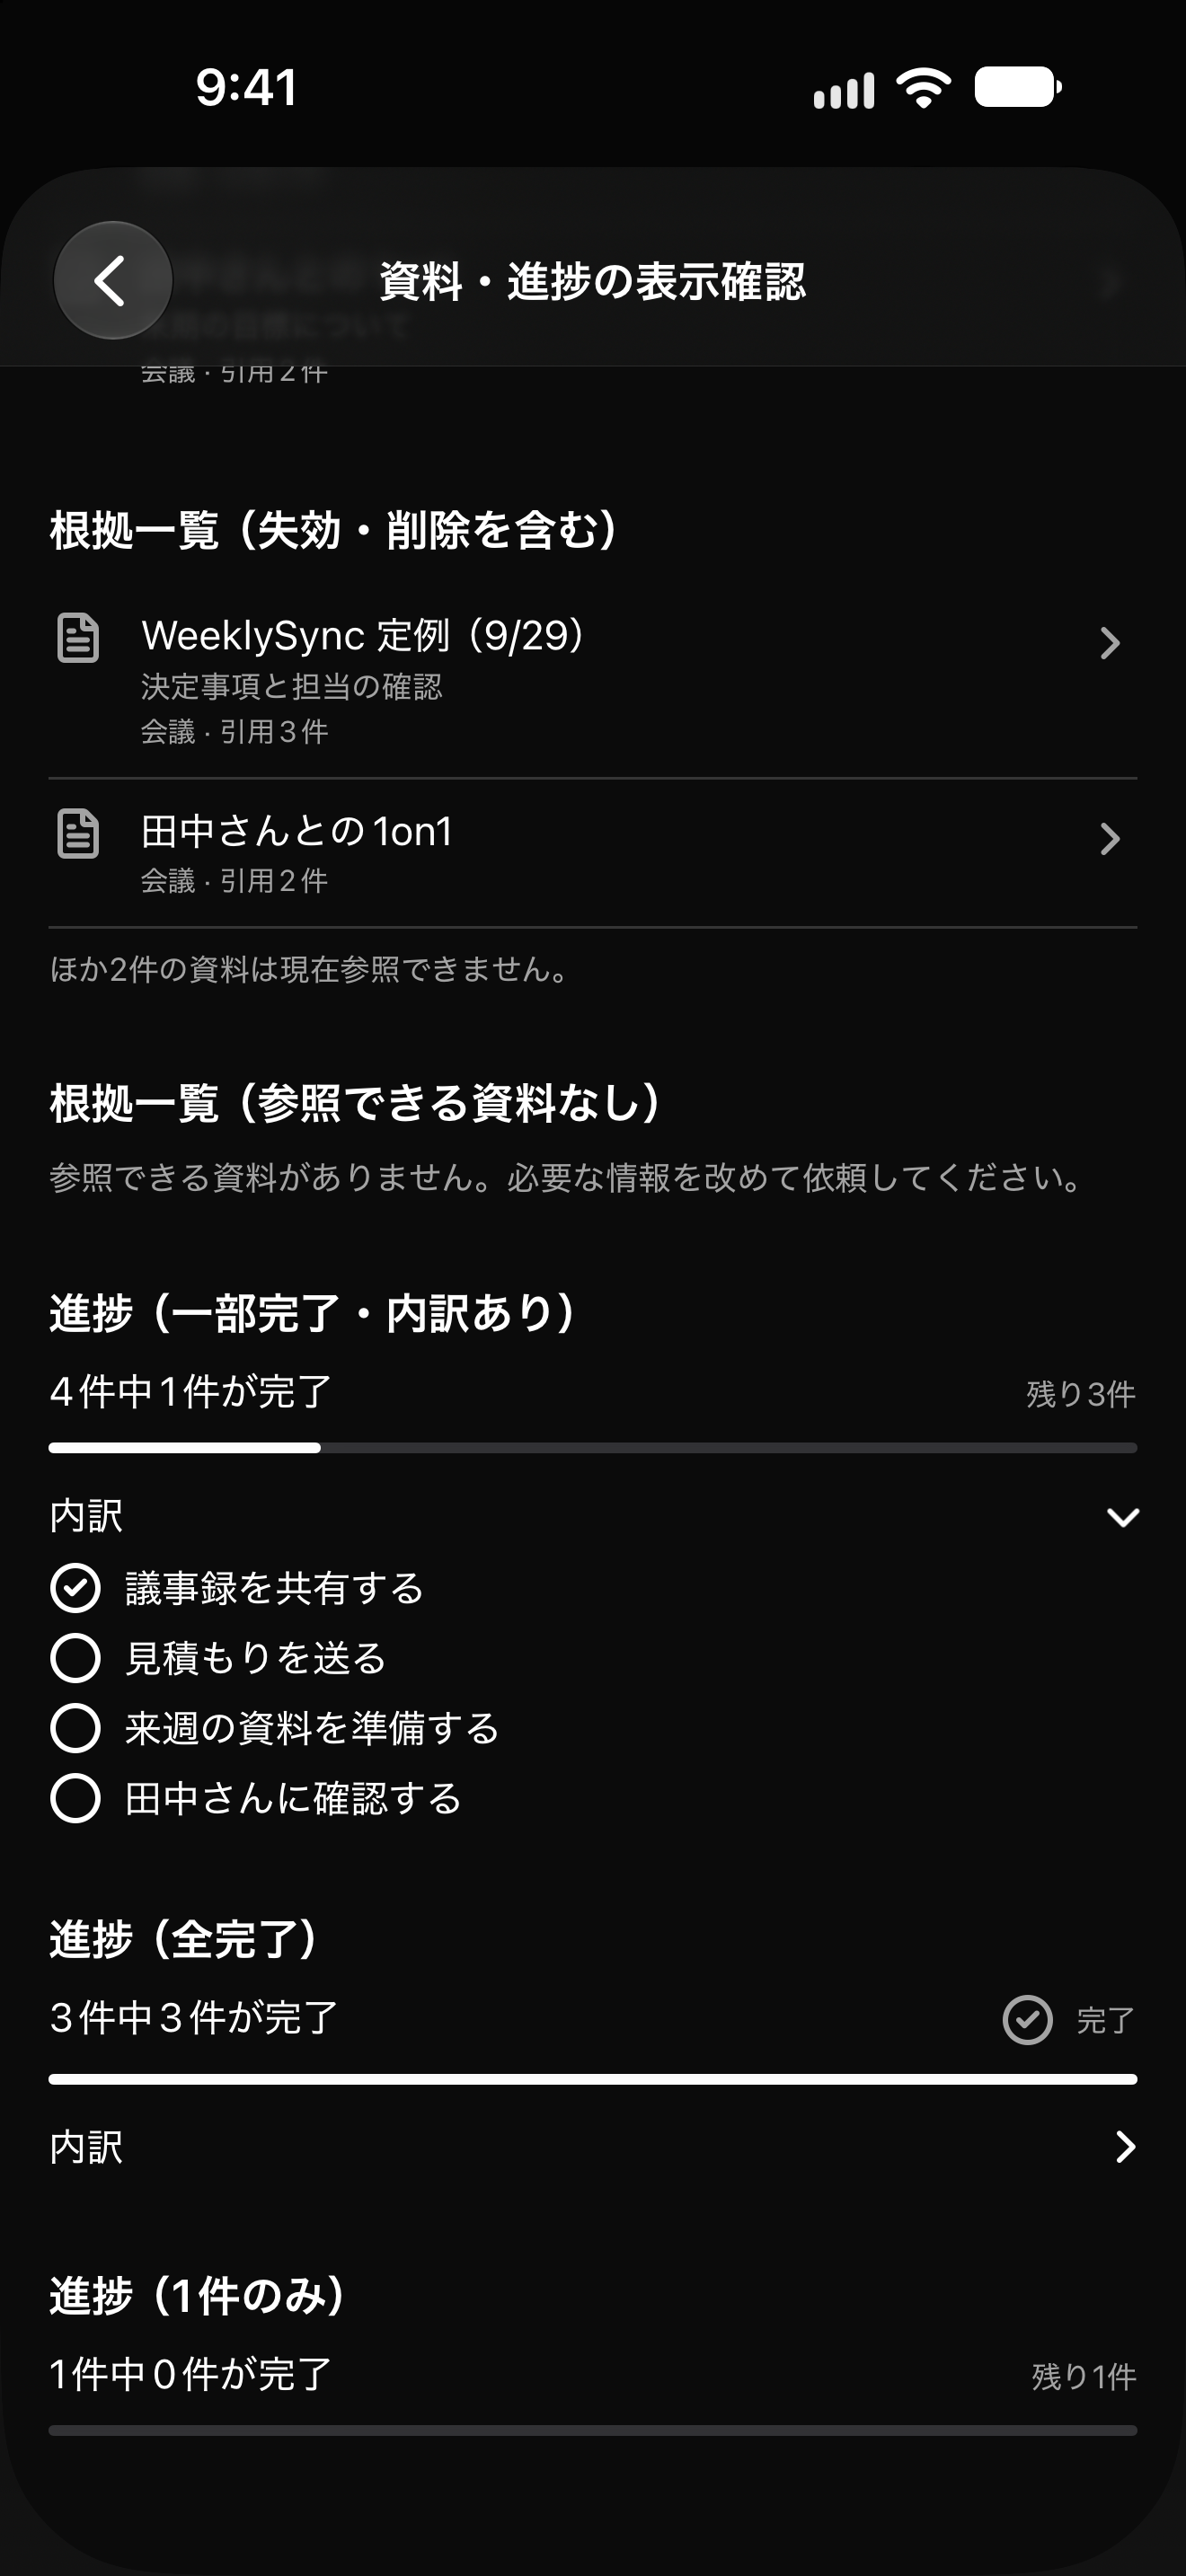 9:41
資料・進捗の表示確認
会議 · 引用2件
根拠一覧（失効・削除を含む）
WeeklySync 定例（9/29）
決定事項と担当の確認
会議 · 引用3件
田中さんとの1on1
会議 · 引用2件
ほか2件の資料は現在参照できません。
根拠一覧（参照できる資料なし）
参照できる資料がありません。必要な情報を改めて依頼してください。
進捗（一部完了・内訳あり）
4件中1件が完了 残り3件
内訳
議事録を共有する
見積もりを送る
来週の資料を準備する
田中さんに確認する
進捗（全完了）
3件中3件が完了 完了
内訳
進捗（1件のみ）
1件中0件が完了 残り1件